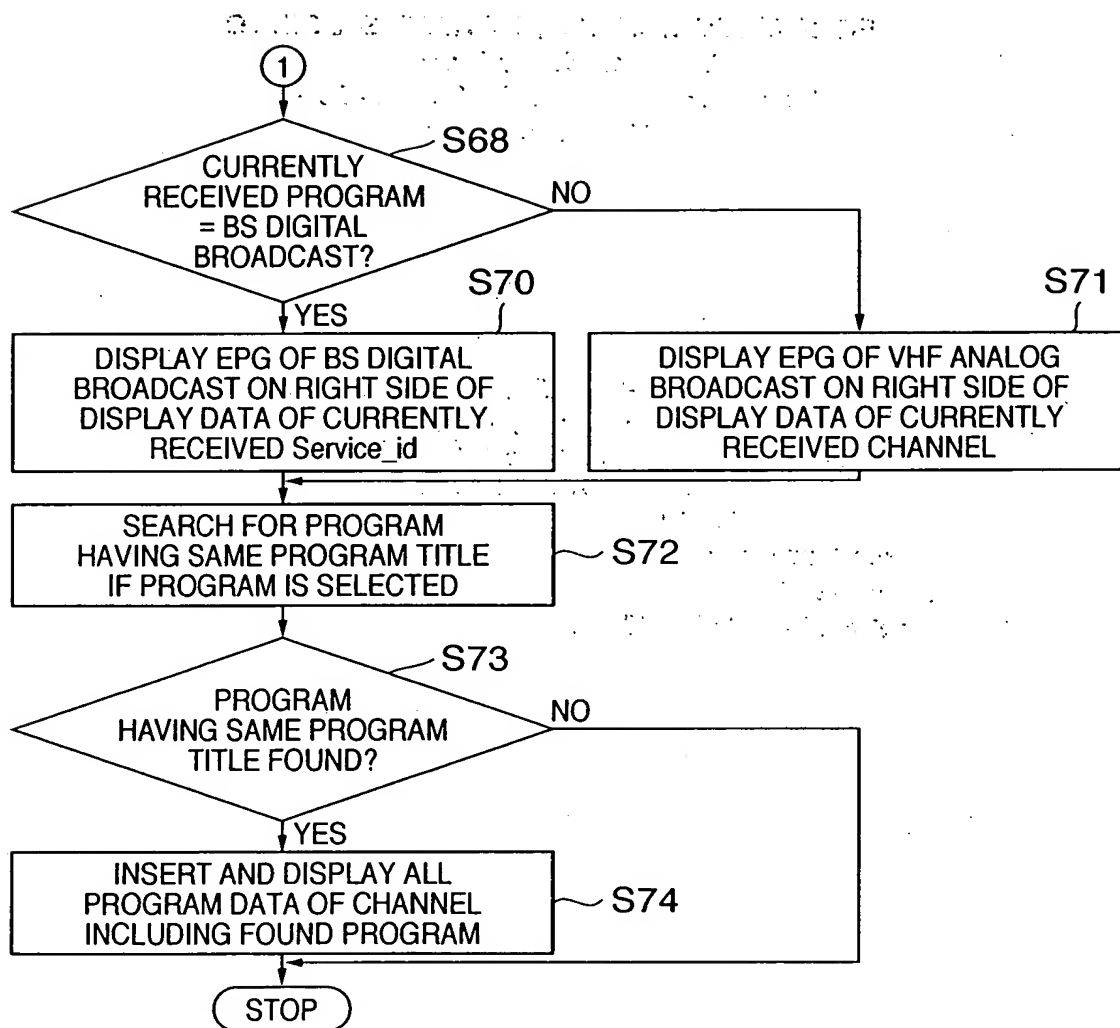 1
S68
CURRENTLY
RECEIVED PROGRAM
= BS DIGITAL
BROADCAST?
NO
YES
S70
DISPLAY EPG OF BS DIGITAL
BROADCAST ON RIGHT SIDE OF
DISPLAY DATA OF CURRENTLY
RECEIVED Service_id
S71
DISPLAY EPG OF VHF ANALOG
BROADCAST ON RIGHT SIDE OF
DISPLAY DATA OF CURRENTLY
RECEIVED CHANNEL
SEARCH FOR PROGRAM
HAVING SAME PROGRAM TITLE
IF PROGRAM IS SELECTED
S72
S73
PROGRAM
HAVING SAME PROGRAM
TITLE FOUND?
NO
YES
INSERT AND DISPLAY ALL
PROGRAM DATA OF CHANNEL
INCLUDING FOUND PROGRAM
S74
STOP